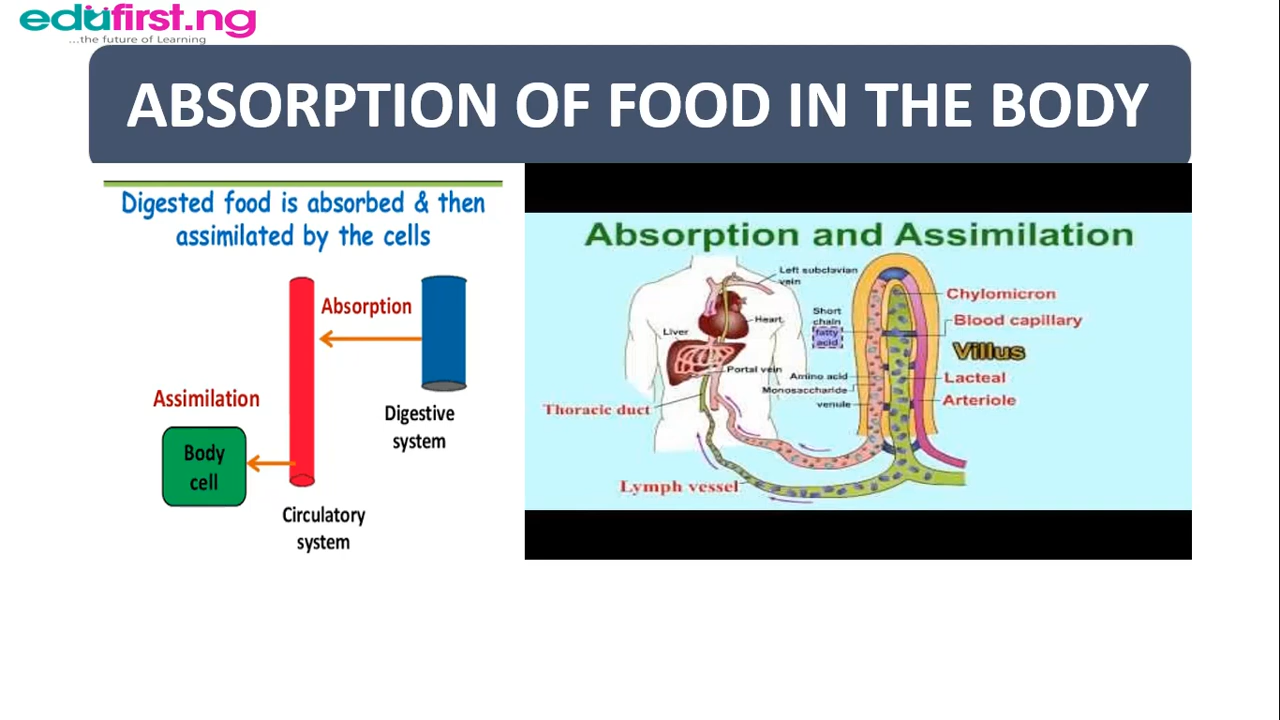 edufirst.ng
...the future of Learning
ABSORPTION OF FOOD IN THE BODY
Digested food is absorbed & then
assimilated by the cells
Absorption
Assimilation
Digestive
system
Body
cell
Circulatory
system
Absorption and Assimilation
Left subclavian
vein
Heart
Liver
Portal vein
Thoracic duct
Lymph vessel
Short
chain
fatty
acid
Amino acid
Monosaccharide
venule
Chylomicron
Blood capillary
Villus
Lacteal
Arteriole